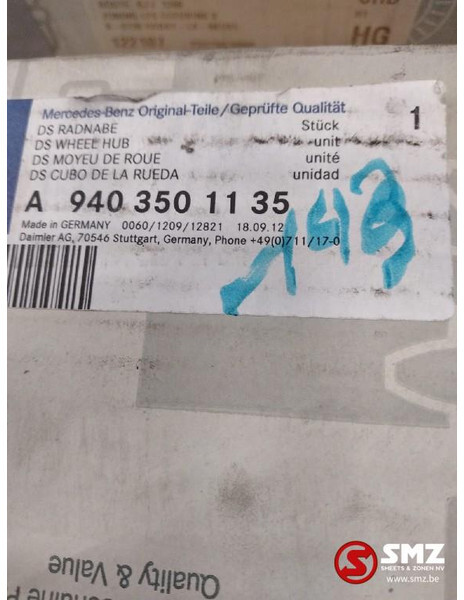 HG
Mercedes-Benz Original-Teile/Geprüfte Qualität
DS RADNABE Stück 1
DS WHEEL HUB unit
DS MOYEU DE ROUE unité
DS CUBO DE LA RUEDA unidad
A 940 350 11 35
Made in GERMANY 0060/1209/12821 18.09.12
Daimler AG, 70546 Stuttgart, Germany, Phone +49(0)711/17-0
143
Quality & Value
SMZ
SMEETS & ZONEN NV
www.smz.be